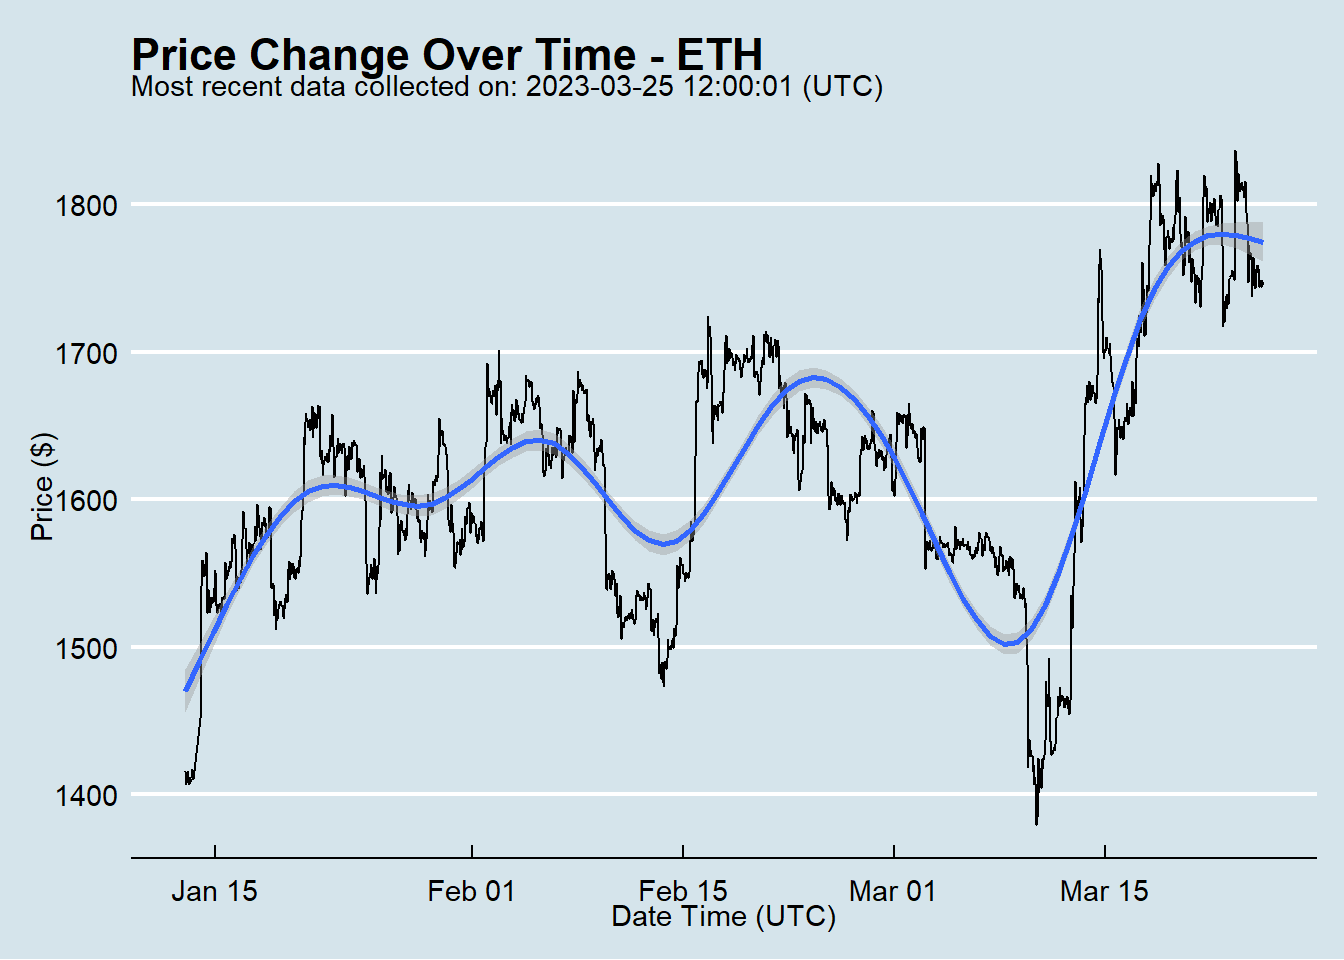 Price Change Over Time - ETH
Most recent data collected on: 2023-03-25 12:00:01 (UTC)
1800
1700
1600
1500
1400
Price ($)
Jan 15
Feb 01
Feb 15
Mar 01
Mar 15
Date Time (UTC)